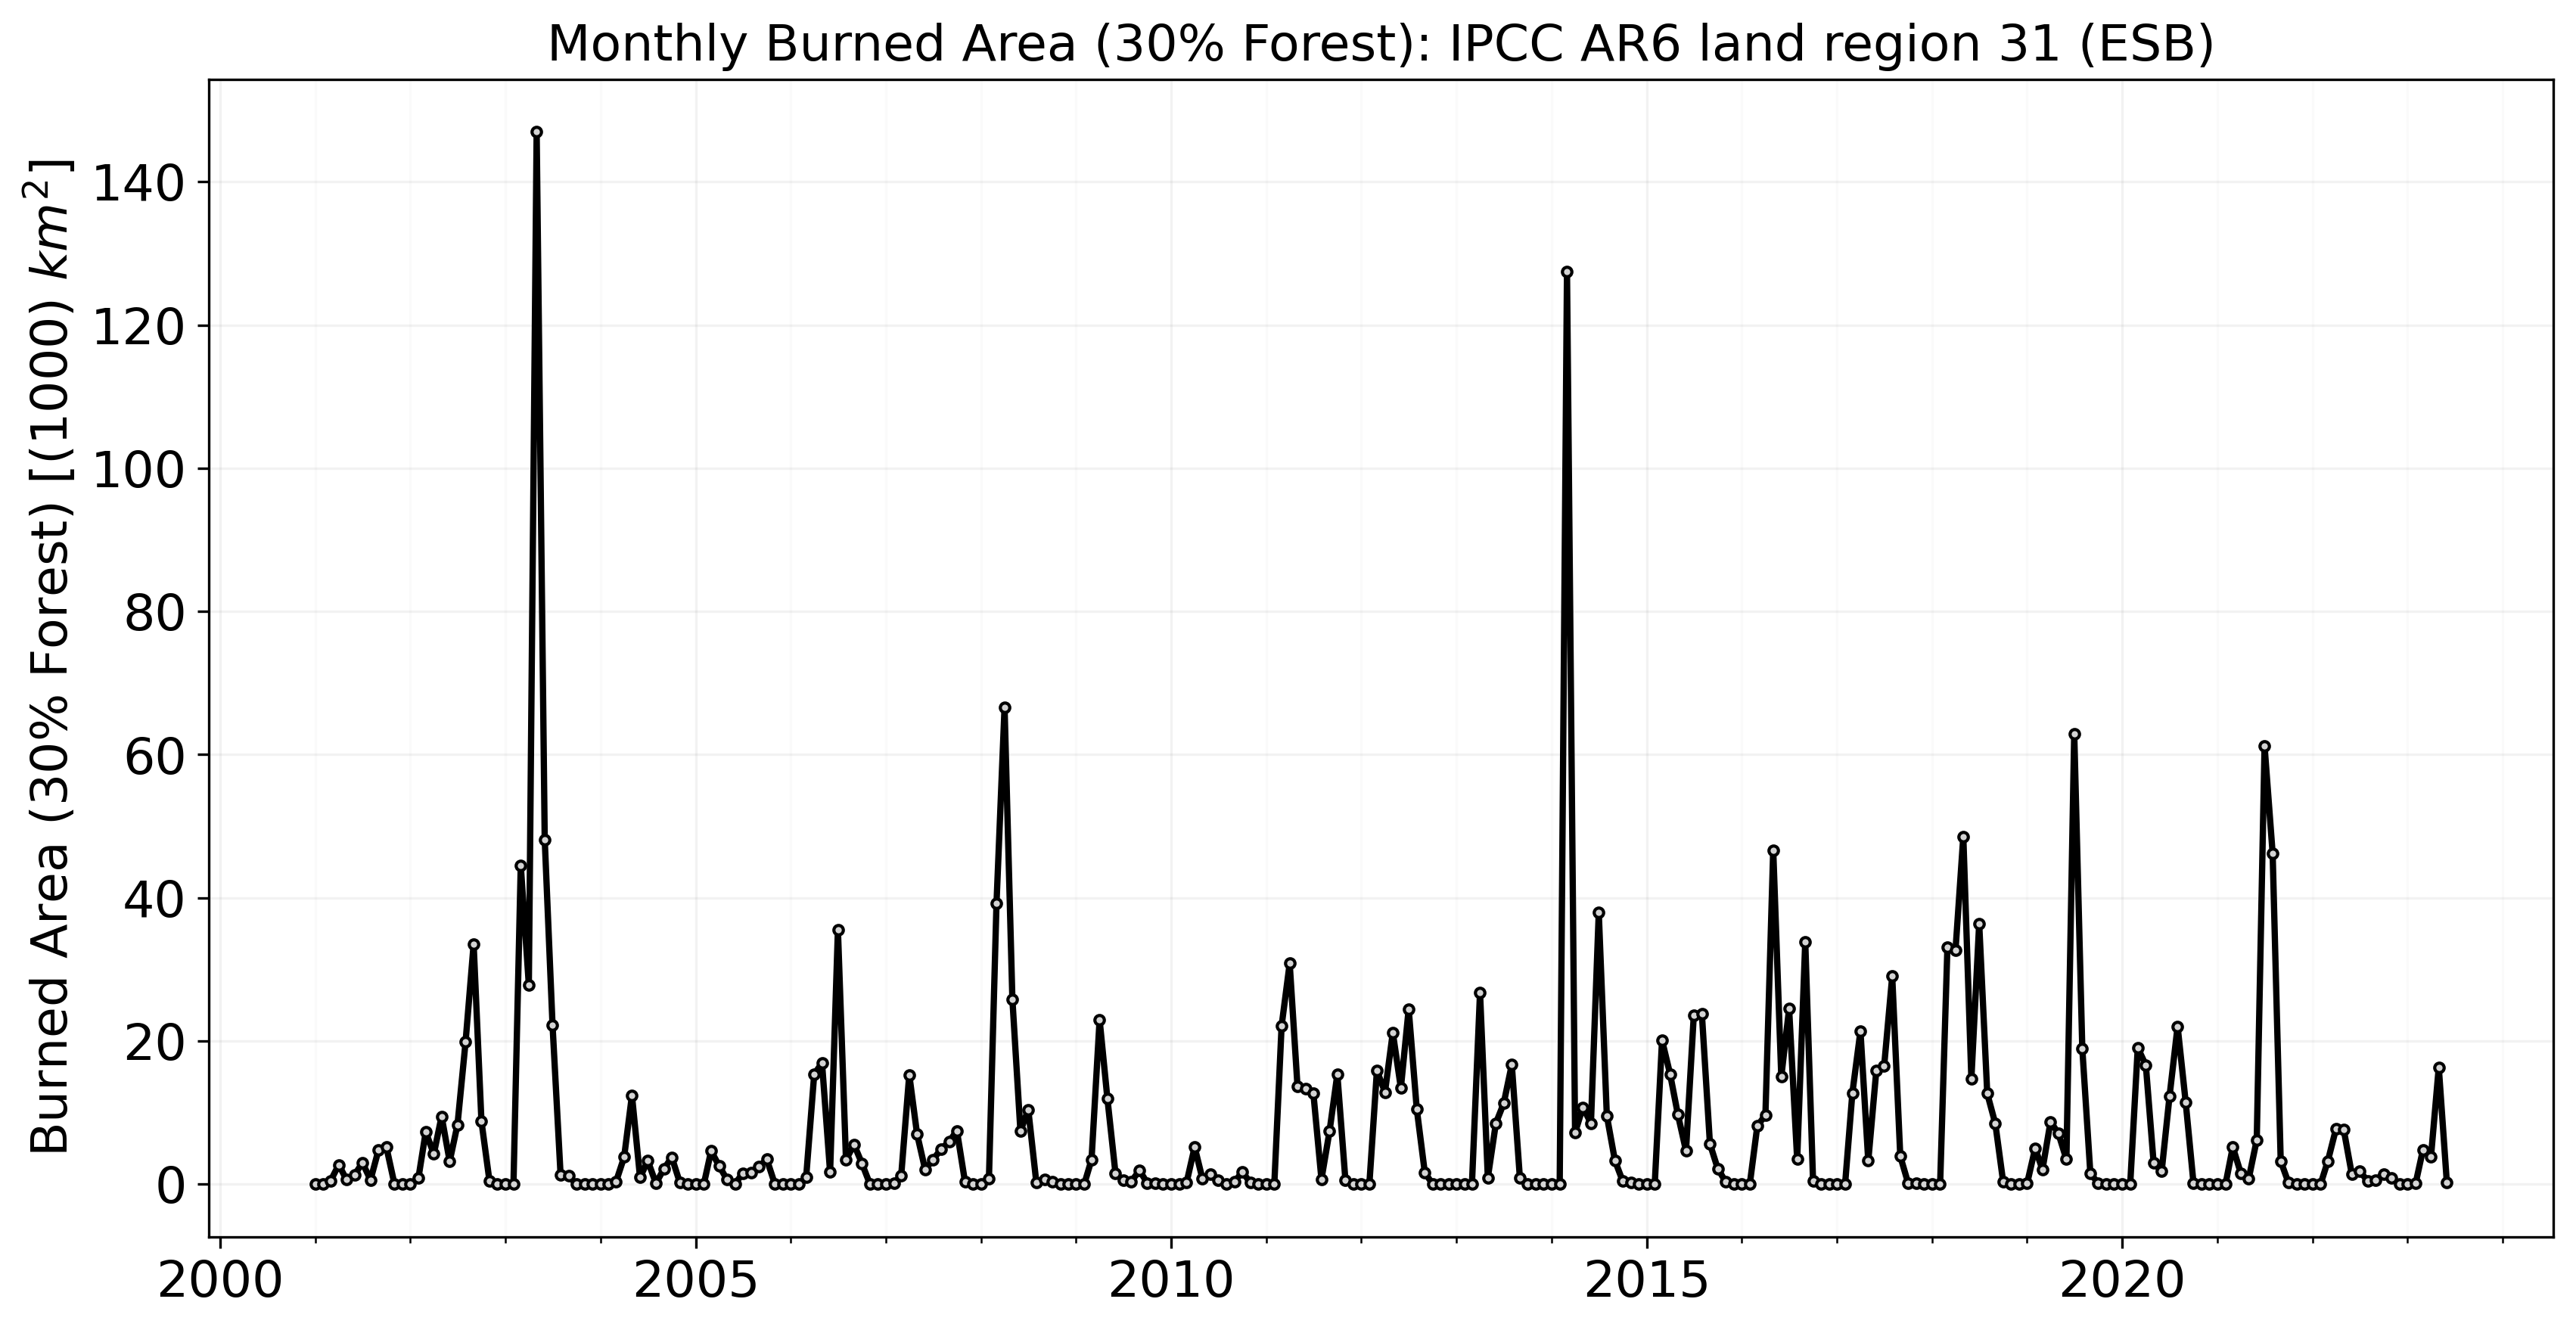 Monthly Burned Area (30% Forest): IPCC AR6 land region 31 (ESB)
Burned Area (30% Forest) [(1000) km²]
140
120
100
80
60
40
20
0
2000 2005 2010 2015 2020